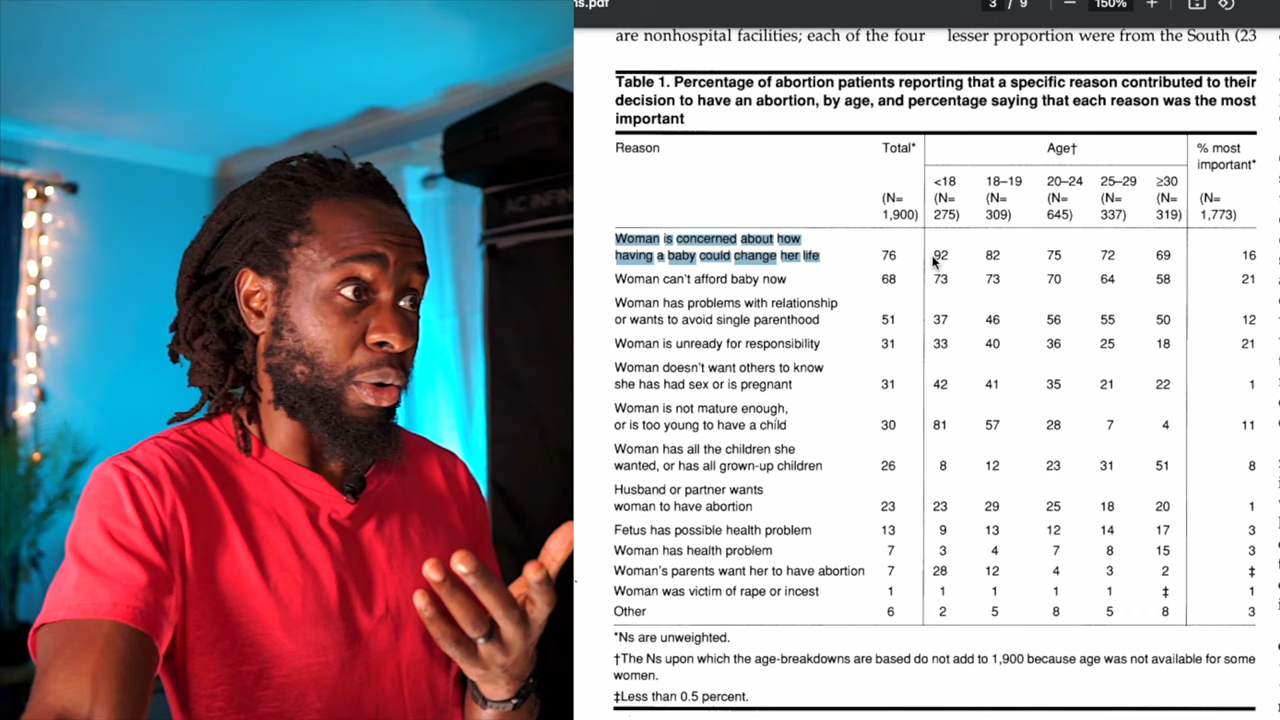 ns.pdf
3 / 9
150%
are nonhospital facilities; each of the four
lesser proportion were from the South (23
Table 1. Percentage of abortion patients reporting that a specific reason contributed to their
decision to have an abortion, by age, and percentage saying that each reason was the most
important
Reason Total* Age† % most
important*
<18 18–19 20–24 25–29 ≥30
(N= (N= (N= (N= (N= (N= (N=
1,900) 275) 309) 645) 337) 319) 1,773)
Woman is concerned about how
having a baby could change her life 76 92 82 75 72 69 16
Woman can't afford baby now 68 73 73 70 64 58 21
Woman has problems with relationship
or wants to avoid single parenthood 51 37 46 56 55 50 12
Woman is unready for responsibility 31 33 40 36 25 18 21
Woman doesn't want others to know
she has had sex or is pregnant 31 42 41 35 21 22 1
Woman is not mature enough,
or is too young to have a child 30 81 57 28 7 4 11
Woman has all the children she
wanted, or has all grown-up children 26 8 12 23 31 51 8
Husband or partner wants
woman to have abortion 23 23 29 25 18 20 1
Fetus has possible health problem 13 9 13 12 14 17 3
Woman has health problem 7 3 4 7 8 15 3
Woman's parents want her to have abortion 7 28 12 4 3 2 ‡
Woman was victim of rape or incest 1 1 1 1 1 ‡ 1
Other 6 2 5 8 5 8 3
*Ns are unweighted.
†The Ns upon which the age-breakdowns are based do not add to 1,900 because age was not available for some
women.
‡Less than 0.5 percent.
AC INFIN